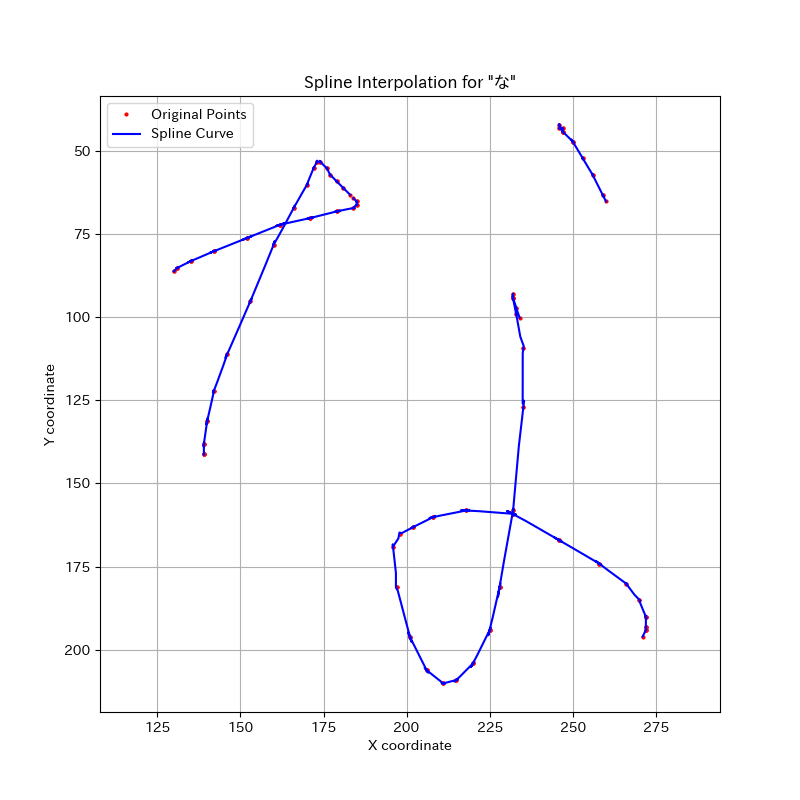 Spline Interpolation for "な"
Original Points
Spline Curve
50
75
100
125
150
175
200
Y coordinate
125 150 175 200 225 250 275
X coordinate